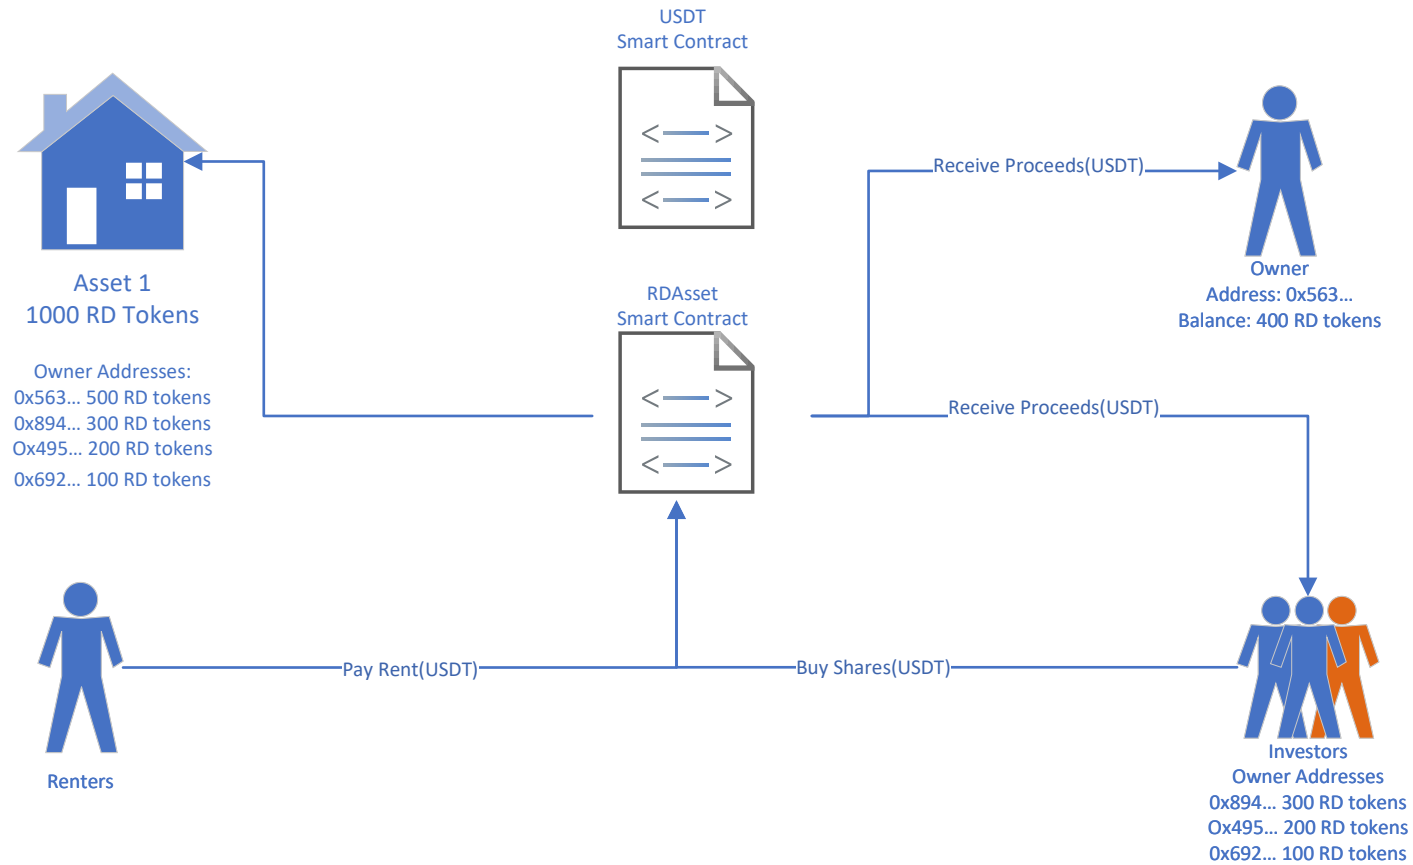 USDT
Smart Contract
Receive Proceeds(USDT)
Asset 1
1000 RD Tokens
Owner
Address: 0x563...
Balance: 400 RD tokens
RDAsset
Smart Contract
Owner Addresses:
0x563... 500 RD tokens
0x894... 300 RD tokens
Ox495... 200 RD tokens
0x692... 100 RD tokens
Receive Proceeds(USDT)
Pay Rent(USDT)
Buy Shares(USDT)
Renters
Investors
Owner Addresses
0x894... 300 RD tokens
Ox495... 200 RD tokens
0x692... 100 RD tokens